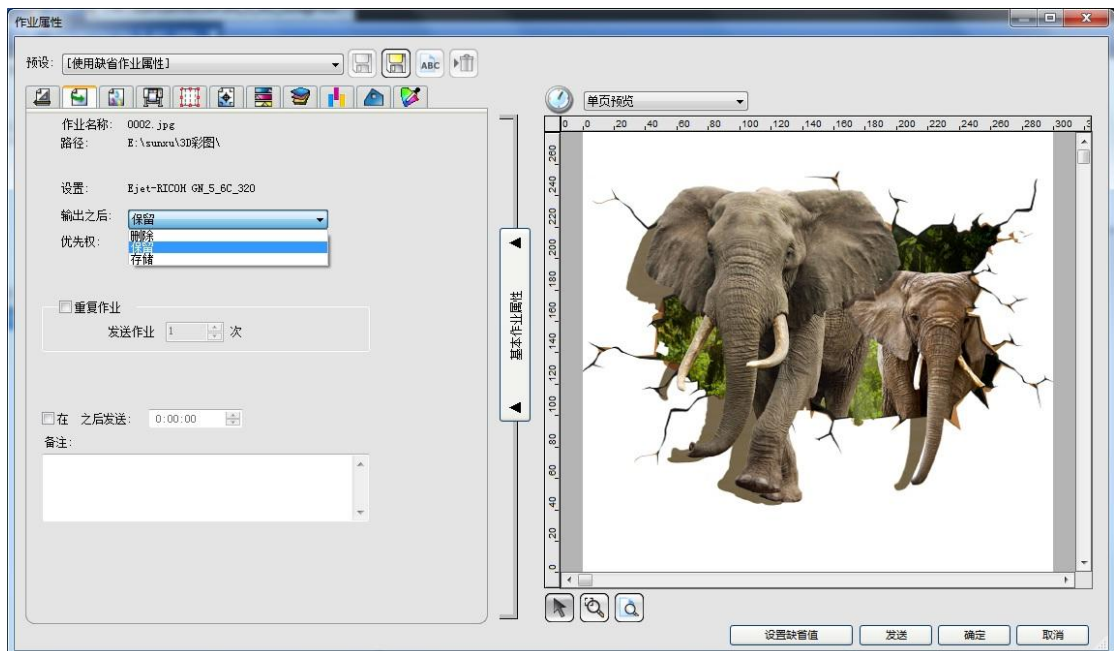 作业属性
预设: [使用缺省作业属性]
ABC
作业名称: 0002.jpg
路径: E:\sunxu\3D彩图\
设置: Ejet-RICOH GN_5_6C_320
输出之后: 保留
删除
保留
优先权:
存储
重复作业
发送作业 1 次
在 之后发送: 0:00:00
备注:
基本作业属性
单页预览
0 0 20 40 60 80 100 120 140 160 180 200 220 240 260 280 300 3
260
240
220
200
180
160
140
120
100
80
60
40
20
0
设置缺省值 发送 确定 取消